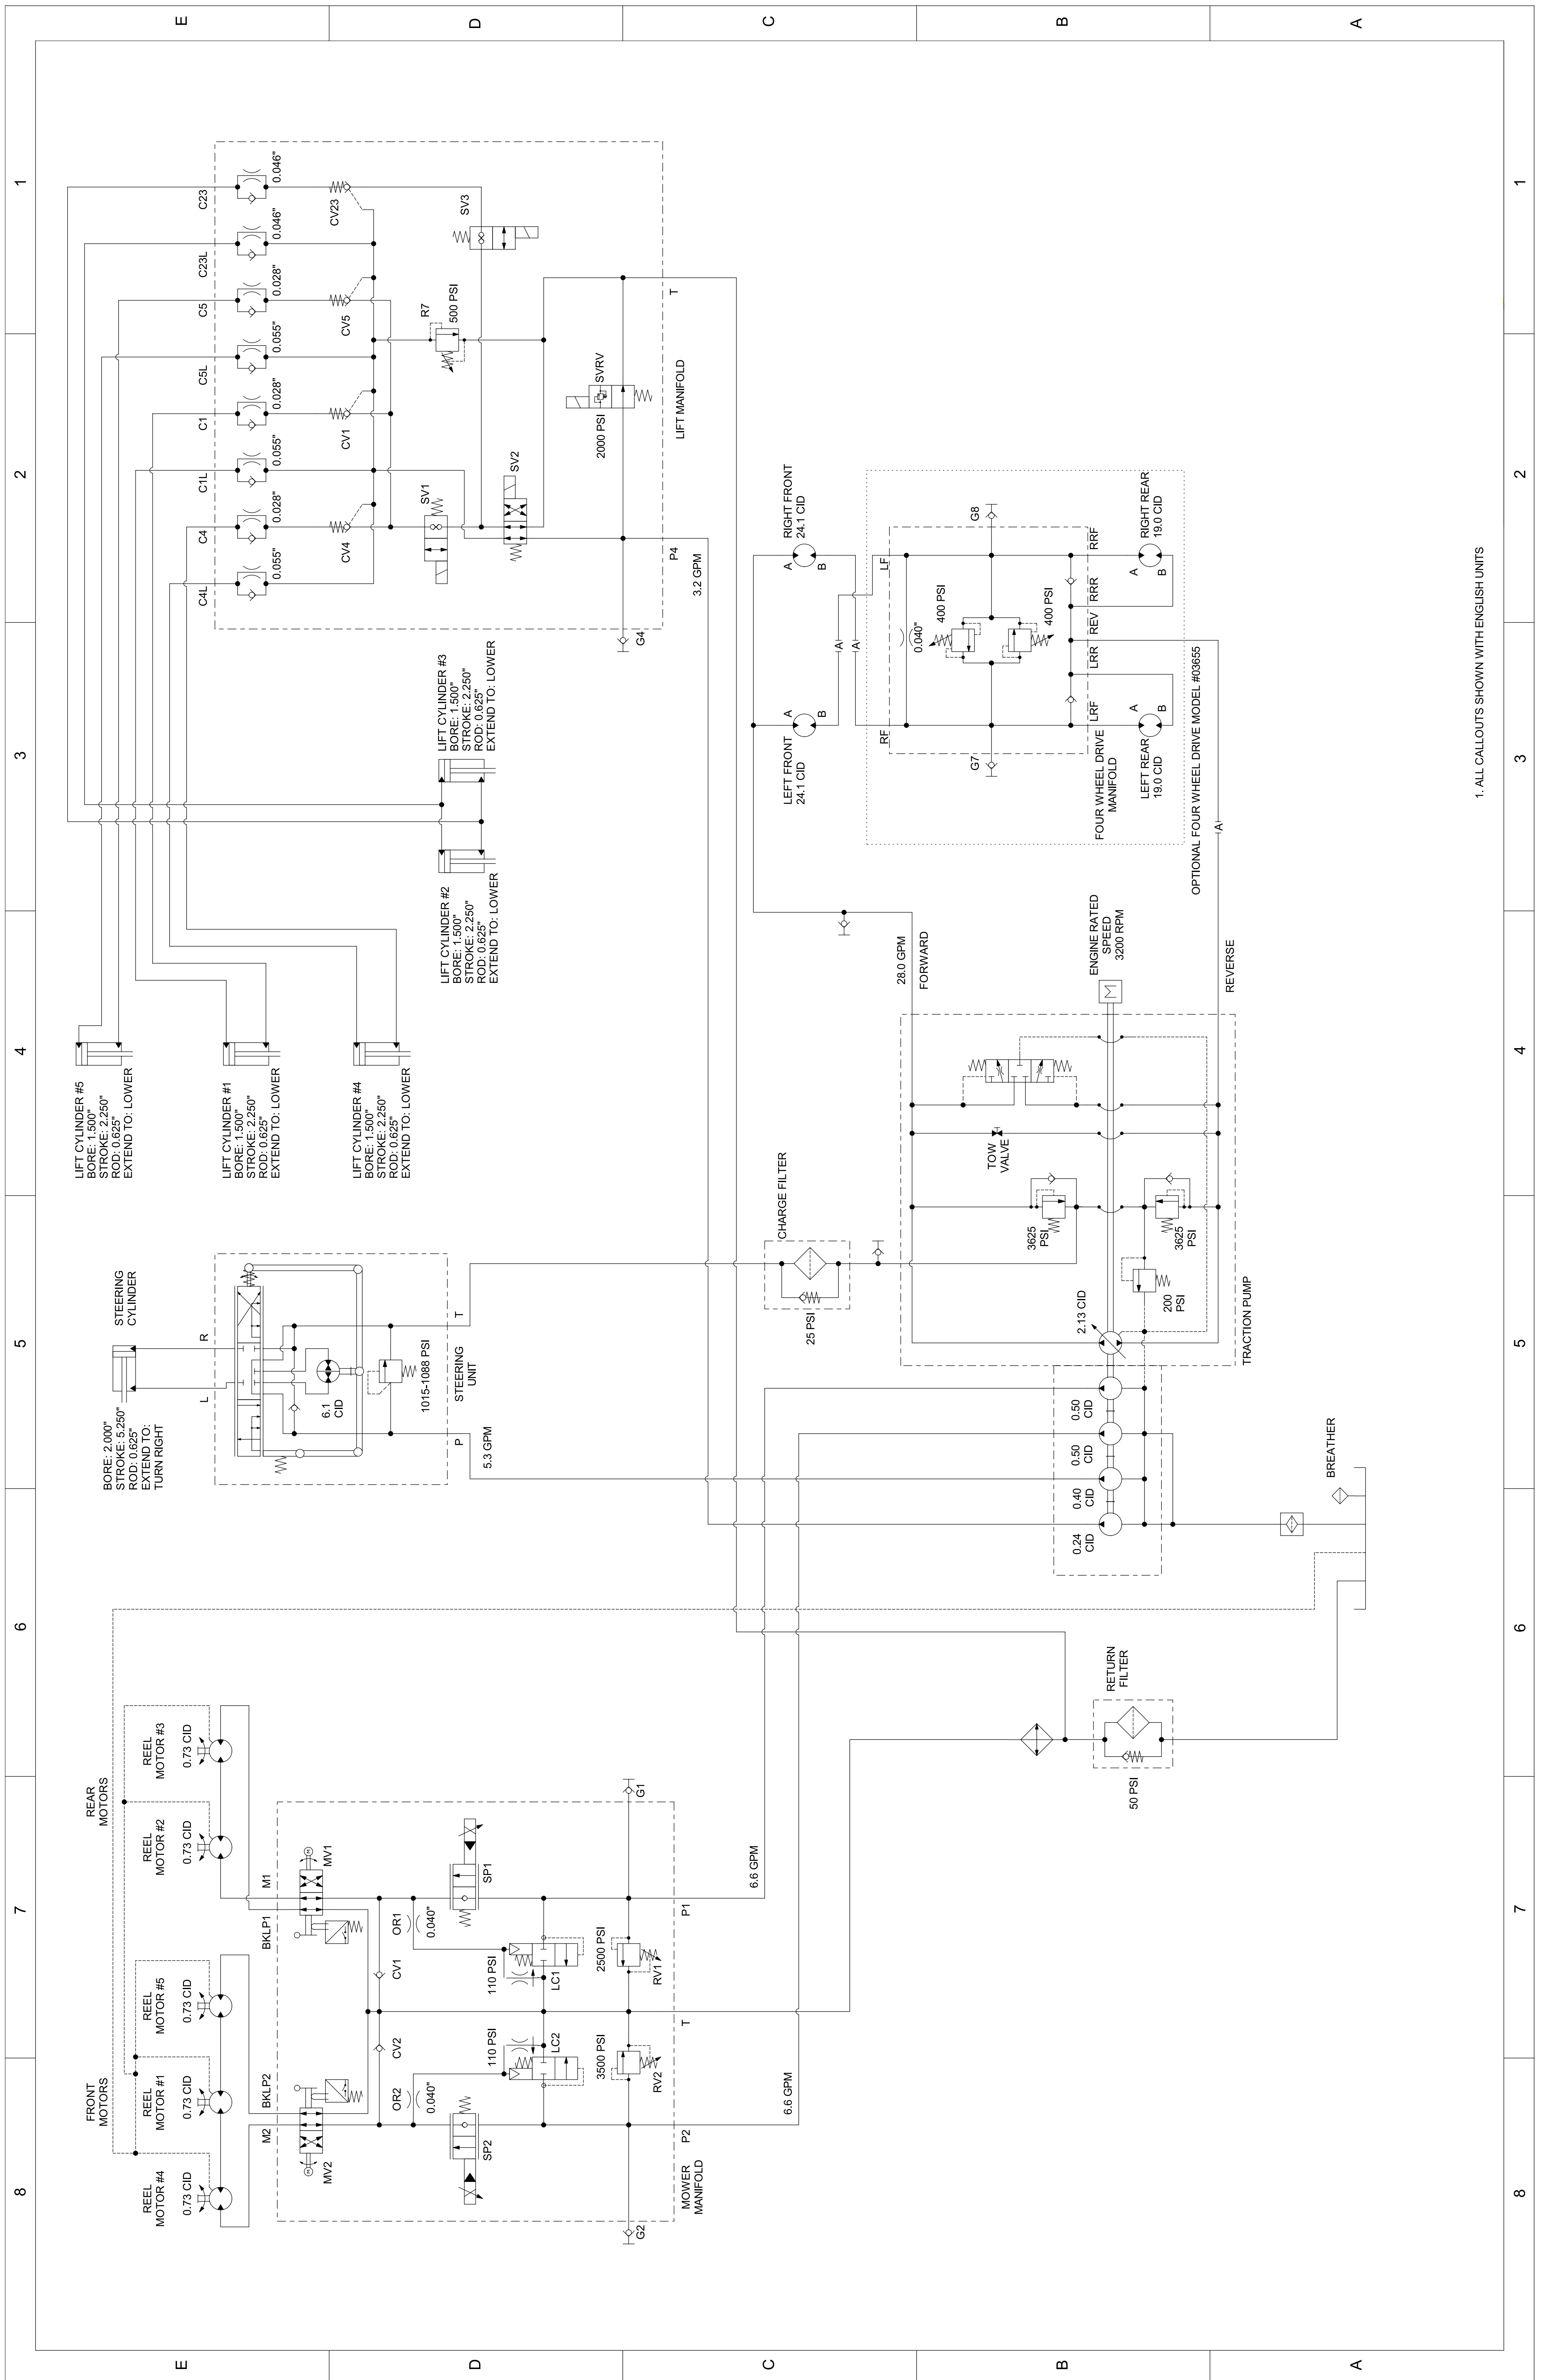 8
7
6
5
4
3
2
1
E
D
C
B
A
FRONT
MOTORS
REAR
MOTORS
REEL
MOTOR #4
0.73 CID
REEL
MOTOR #1
0.73 CID
REEL
MOTOR #5
0.73 CID
REEL
MOTOR #2
0.73 CID
REEL
MOTOR #3
0.73 CID
M2
BKLP2
BKLP1
M1
MV2
MV1
CV2
CV1
OR2
0.040"
OR1
0.040"
SP2
SP1
110 PSI
LC2
110 PSI
LC1
3500 PSI
RV2
2500 PSI
RV1
G2
G1
MOWER
MANIFOLD
P2
T
P1
6.6 GPM
6.6 GPM
50 PSI
RETURN
FILTER
BREATHER
BORE: 2.000"
STROKE: 5.250"
ROD: 0.625"
EXTEND TO:
TURN RIGHT
STEERING
CYLINDER
L
R
6.1
CID
1015-1088 PSI
STEERING
UNIT
P
T
5.3 GPM
25 PSI
CHARGE FILTER
0.24
CID
0.40
CID
0.50
CID
0.50
CID
2.13 CID
200
PSI
3625
PSI
3625
PSI
TOW
VALVE
TRACTION PUMP
28.0 GPM
FORWARD
REVERSE
M
ENGINE RATED
SPEED
3200 RPM
LIFT CYLINDER #5
BORE: 1.500"
STROKE: 2.250"
ROD: 0.625"
EXTEND TO: LOWER
LIFT CYLINDER #1
BORE: 1.500"
STROKE: 2.250"
ROD: 0.625"
EXTEND TO: LOWER
LIFT CYLINDER #4
BORE: 1.500"
STROKE: 2.250"
ROD: 0.625"
EXTEND TO: LOWER
LIFT CYLINDER #2
BORE: 1.500"
STROKE: 2.250"
ROD: 0.625"
EXTEND TO: LOWER
LIFT CYLINDER #3
BORE: 1.500"
STROKE: 2.250"
ROD: 0.625"
EXTEND TO: LOWER
C4L
C4
C1L
C1
C5L
C5
C23L
C23
0.055"
0.028"
0.055"
0.028"
0.055"
0.028"
0.046"
0.046"
CV4
CV1
CV5
CV23
SV1
SV2
R7
500 PSI
SV3
2000 PSI
SVRV
G4
P4
3.2 GPM
LIFT MANIFOLD
T
LEFT FRONT
24.1 CID
A
B
RIGHT FRONT
24.1 CID
A
B
A
A
RF
LF
0.040"
400 PSI
400 PSI
G7
G8
LRF
LRR
REV
RRR
RRF
FOUR WHEEL DRIVE
MANIFOLD
LEFT REAR
19.0 CID
A
B
RIGHT REAR
19.0 CID
A
B
OPTIONAL FOUR WHEEL DRIVE MODEL #03655
A
1. ALL CALLOUTS SHOWN WITH ENGLISH UNITS
8
7
6
5
4
3
2
1
E
D
C
B
A